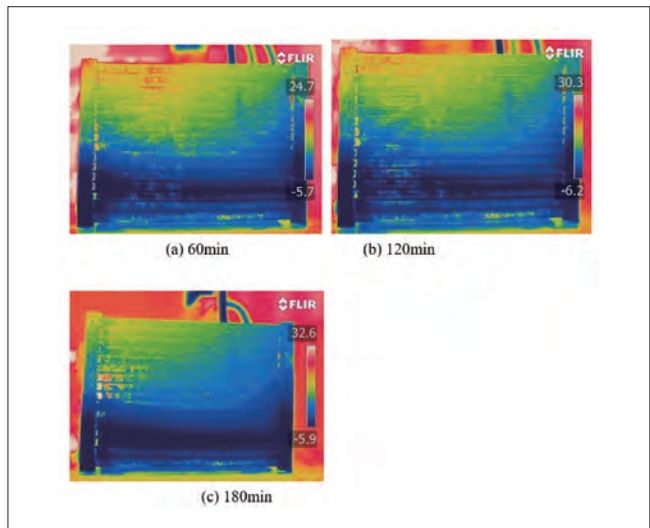 FLIR
24.7
-5.7
(a) 60min
FLIR
30.3
-6.2
(b) 120min
FLIR
32.6
-5.9
(c) 180min